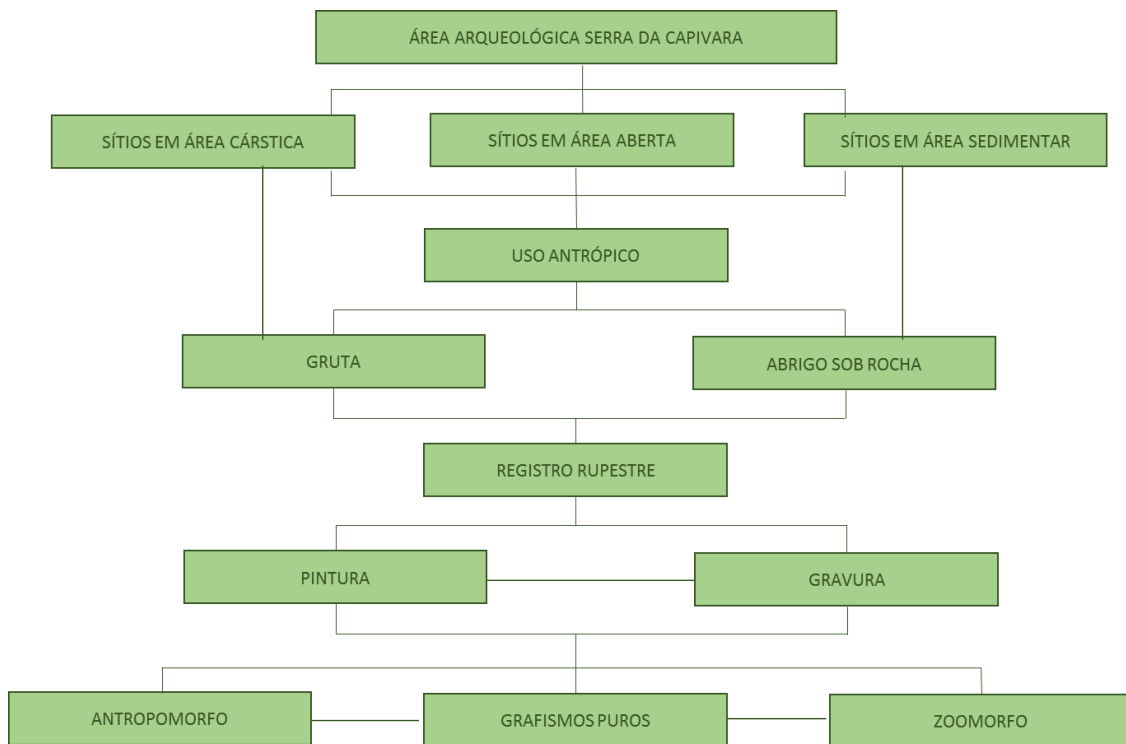 ÁREA ARQUEOLÓGICA SERRA DA CAPIVARA
SÍTIOS EM ÁREA CÁRSTICA
SÍTIOS EM ÁREA ABERTA
SÍTIOS EM ÁREA SEDIMENTAR
USO ANTRÓPICO
GRUTA
ABRIGO SOB ROCHA
REGISTRO RUPESTRE
PINTURA
GRAVURA
ANTROPOMORFO
GRAFISMOS PUROS
ZOOMORFO